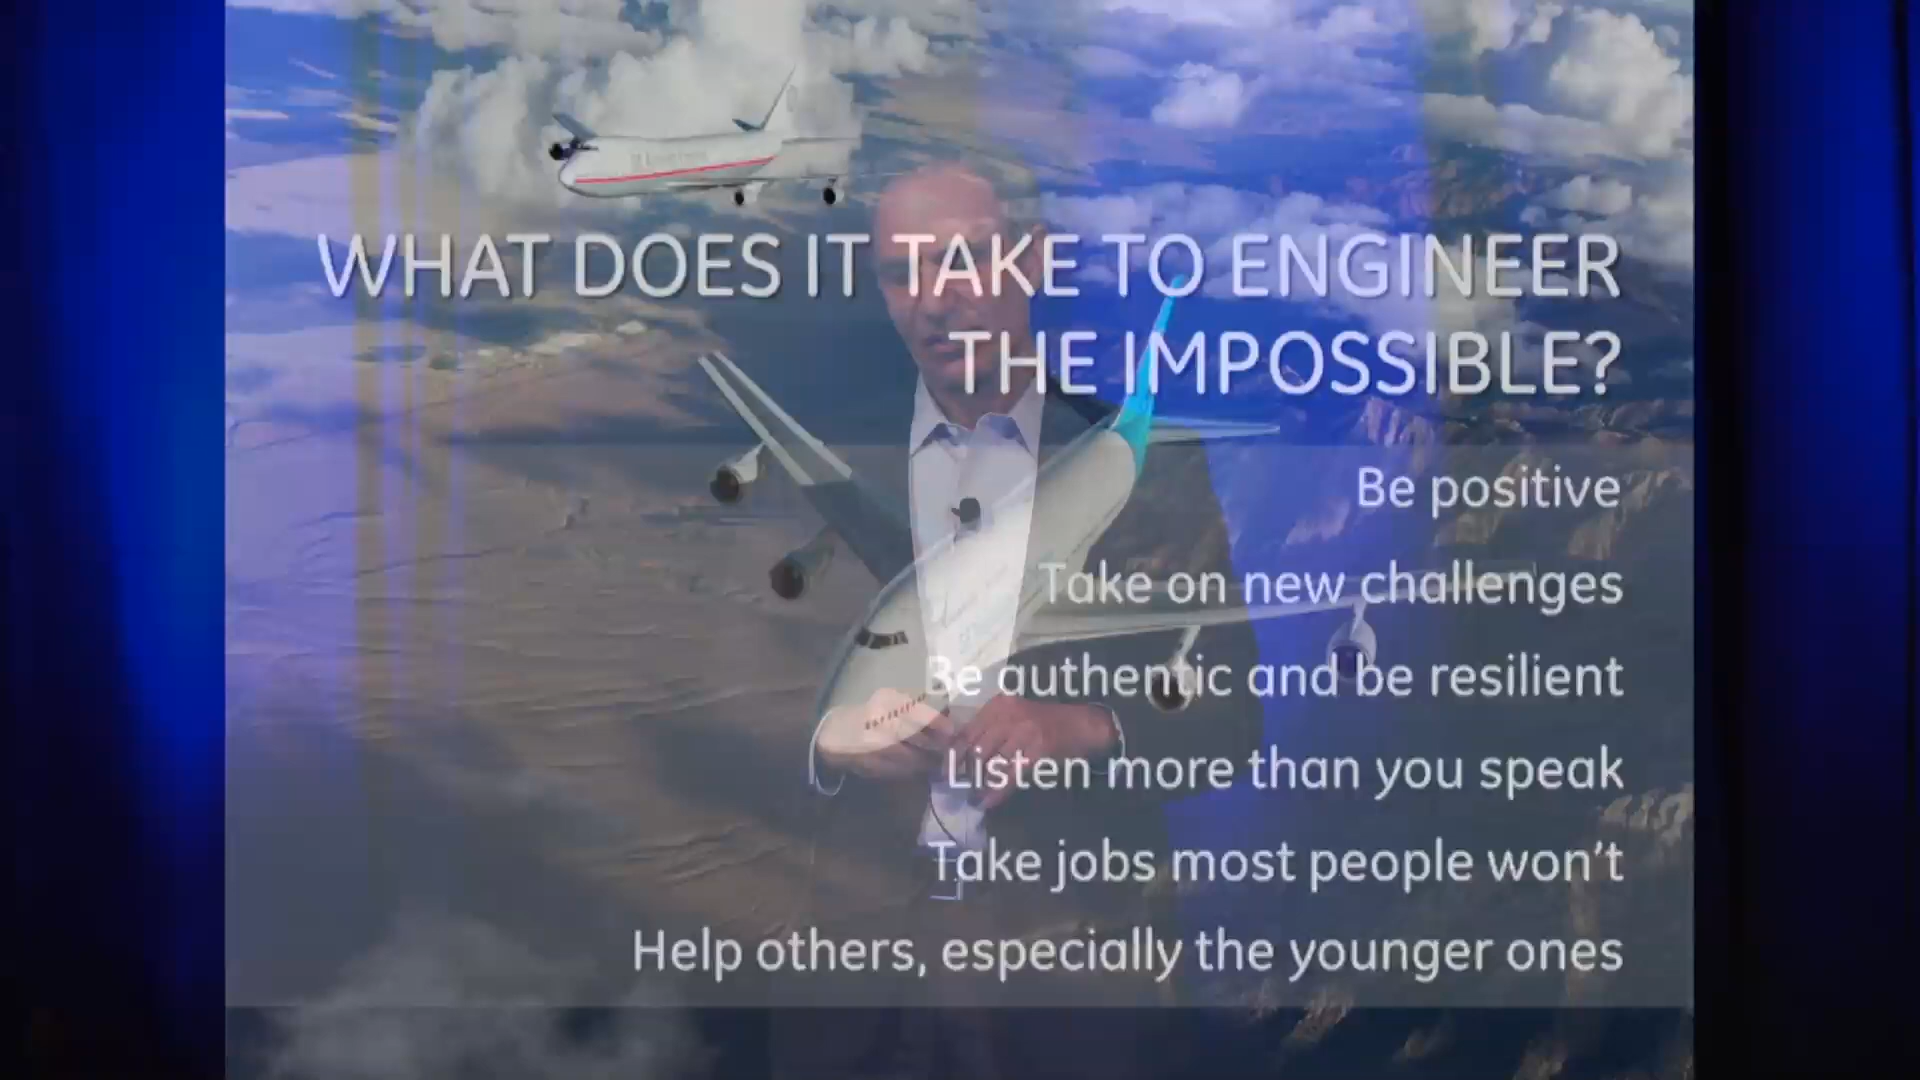 WHAT DOES IT TAKE TO ENGINEER
THE IMPOSSIBLE?
Be positive
Take on new challenges
Be authentic and be resilient
Listen more than you speak
Take jobs most people won't
Help others, especially the younger ones